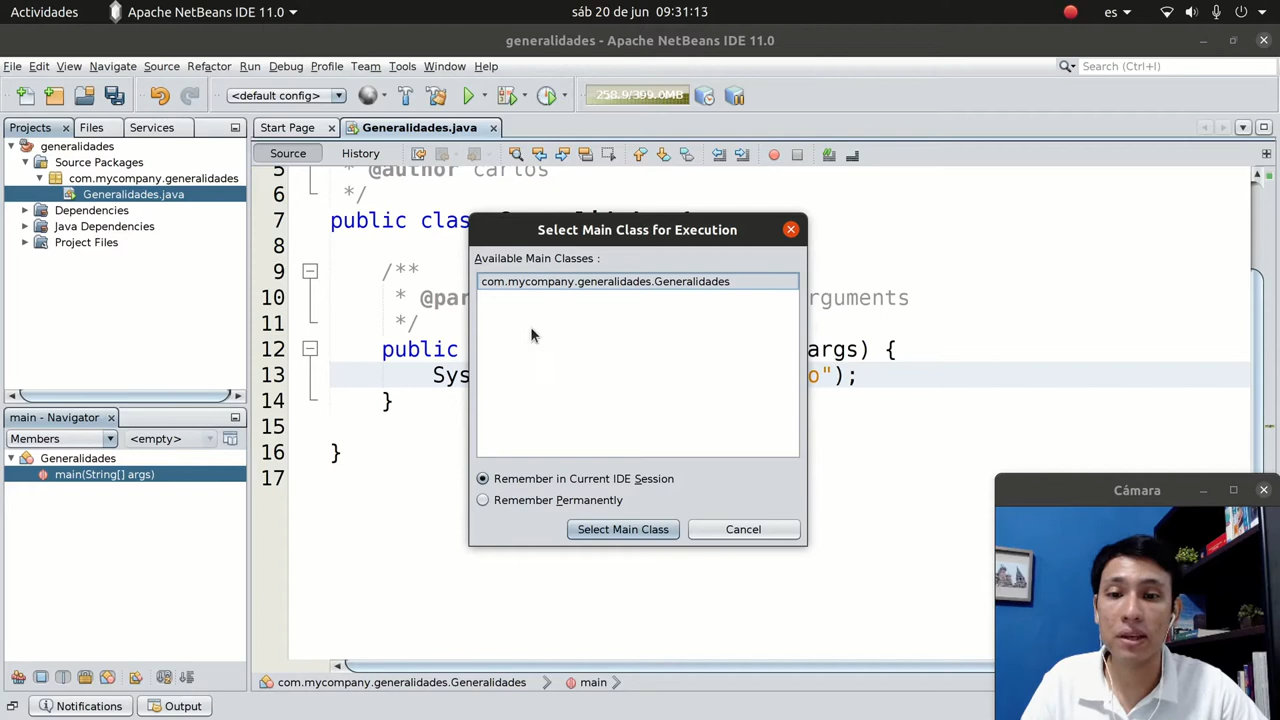 Actividades Apache NetBeans IDE 11.0 sáb 20 de jun 09:31:13 es
generalidades - Apache NetBeans IDE 11.0
File Edit View Navigate Source Refactor Run Debug Profile Team Tools Window Help Search (Ctrl+I)
<default config> 258.9/399.0MB
Projects Files Services Start Page Generalidades.java
Source History
generalidades
Source Packages
com.mycompany.generalidades
Generalidades.java
Dependencies
Java Dependencies
Project Files
5 * @author carlos
6 */
7 public clas
8
9 /**
10 * @par rguments
11 */
12 public args) {
13 Sys o");
14 }
15
16 }
17
Select Main Class for Execution
Available Main Classes :
com.mycompany.generalidades.Generalidades
Remember in Current IDE Session
Remember Permanently
Select Main Class Cancel
main - Navigator
Members <empty>
Generalidades
main(String[] args)
Cámara
com.mycompany.generalidades.Generalidades main
Notifications Output